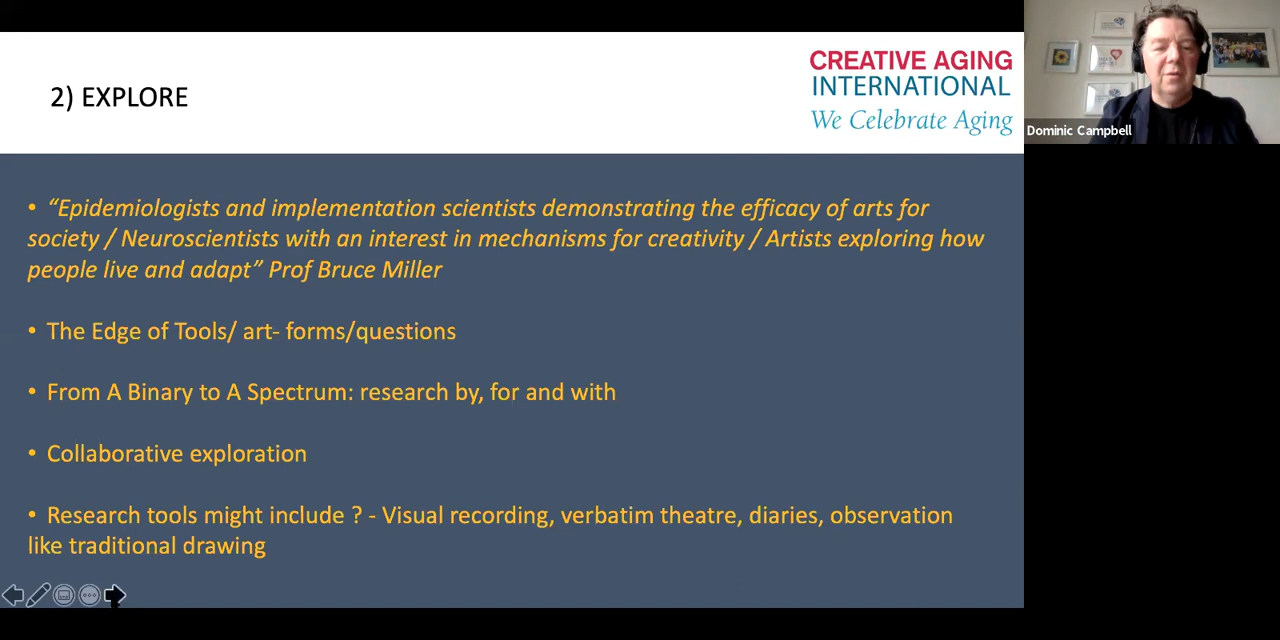 2) EXPLORE
CREATIVE AGING
INTERNATIONAL
We Celebrate Aging
Dominic Campbell
• “Epidemiologists and implementation scientists demonstrating the efficacy of arts for
society / Neuroscientists with an interest in mechanisms for creativity / Artists exploring how
people live and adapt” Prof Bruce Miller
• The Edge of Tools/ art- forms/questions
• From A Binary to A Spectrum: research by, for and with
• Collaborative exploration
• Research tools might include ? - Visual recording, verbatim theatre, diaries, observation
like traditional drawing